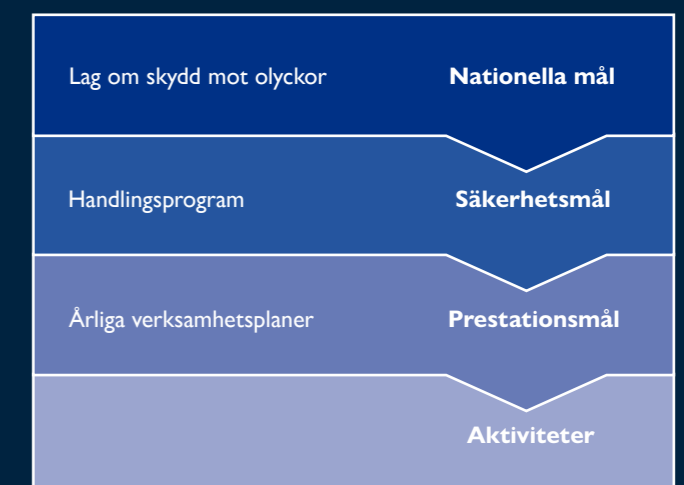 Lag om skydd mot olyckor Nationella mål
Handlingsprogram Säkerhetsmål
Årliga verksamhetsplaner Prestationsmål
Aktiviteter